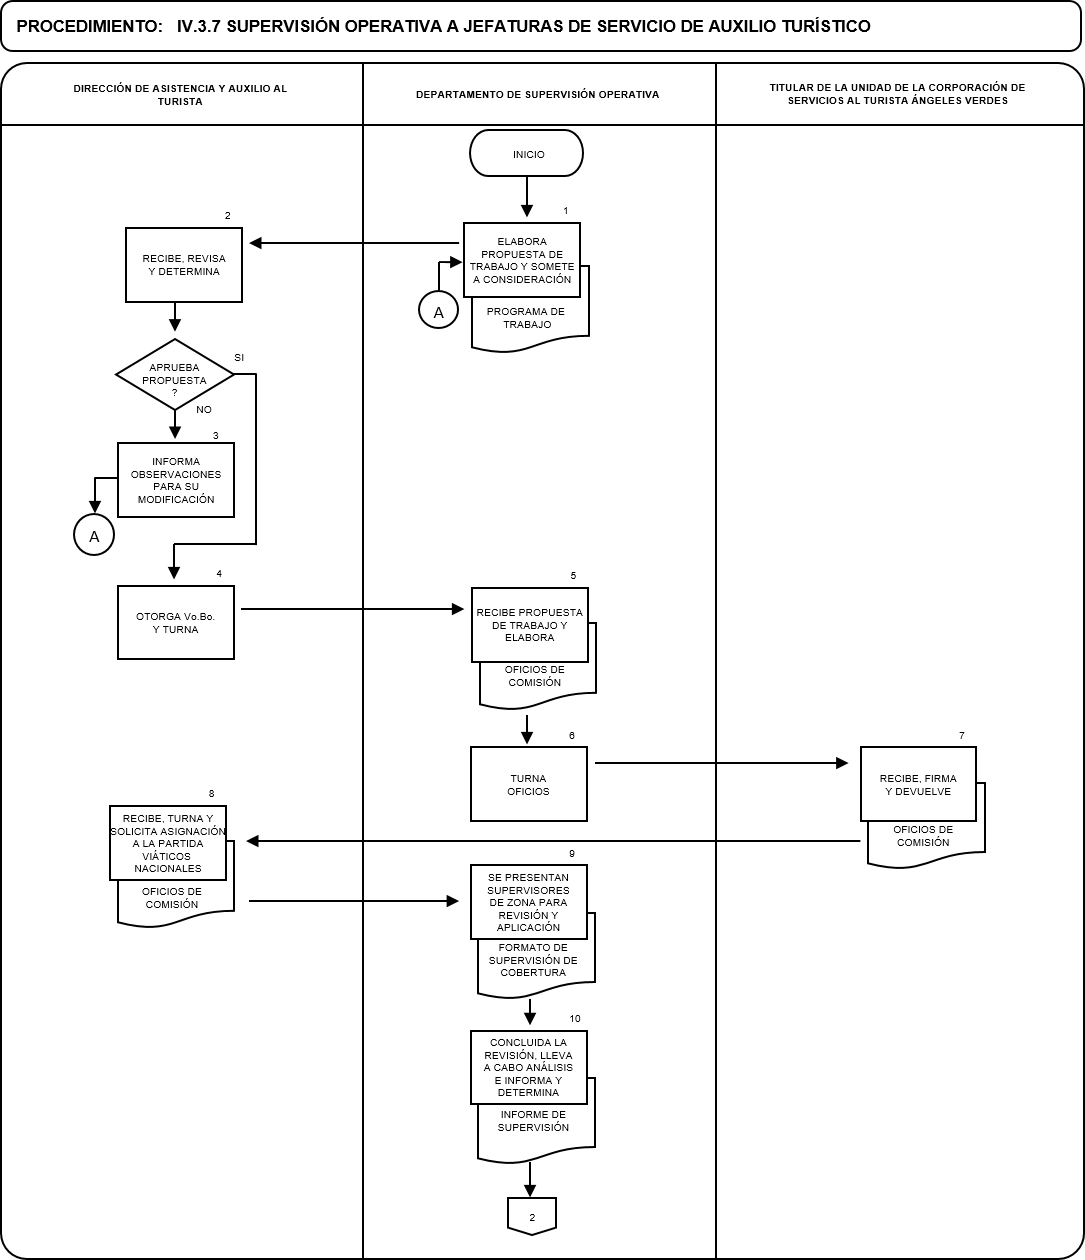 PROCEDIMIENTO: IV.3.7 SUPERVISIÓN OPERATIVA A JEFATURAS DE SERVICIO DE AUXILIO TURÍSTICO
DIRECCIÓN DE ASISTENCIA Y AUXILIO AL
TURISTA
DEPARTAMENTO DE SUPERVISIÓN OPERATIVA
TITULAR DE LA UNIDAD DE LA CORPORACIÓN DE
SERVICIOS AL TURISTA ÁNGELES VERDES
INICIO
1
ELABORA
PROPUESTA DE
TRABAJO Y SOMETE
A CONSIDERACIÓN
PROGRAMA DE
TRABAJO
A
2
RECIBE, REVISA
Y DETERMINA
APRUEBA
PROPUESTA
?
SI
NO
3
INFORMA
OBSERVACIONES
PARA SU
MODIFICACIÓN
A
4
OTORGA Vo.Bo.
Y TURNA
5
RECIBE PROPUESTA
DE TRABAJO Y
ELABORA
OFICIOS DE
COMISIÓN
6
TURNA
OFICIOS
7
RECIBE, FIRMA
Y DEVUELVE
OFICIOS DE
COMISIÓN
8
RECIBE, TURNA Y
SOLICITA ASIGNACIÓN
A LA PARTIDA
VIÁTICOS
NACIONALES
OFICIOS DE
COMISIÓN
9
SE PRESENTAN
SUPERVISORES
DE ZONA PARA
REVISIÓN Y
APLICACIÓN
FORMATO DE
SUPERVISIÓN DE
COBERTURA
10
CONCLUIDA LA
REVISIÓN, LLEVA
A CABO ANÁLISIS
E INFORMA Y
DETERMINA
INFORME DE
SUPERVISIÓN
2